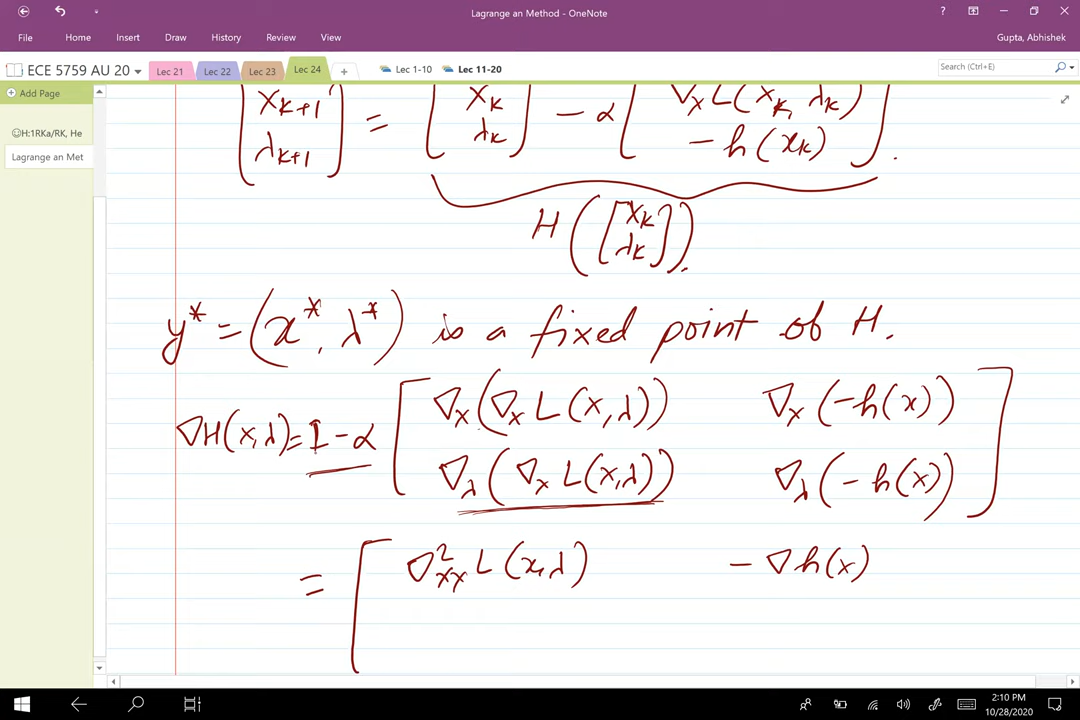 Lagrange an Method - OneNote
File Home Insert Draw History Review View Gupta, Abhishek
ECE 5759 AU 20 Lec 21 Lec 22 Lec 23 Lec 24 + Lec 1-10 Lec 11-20 Search (Ctrl+E)
Add Page
H:1RKa/RK, He
Lagrange an Met
[x_{k+1} ; λ_{k+1}] = [x_k ; λ_k] - α [∇_x L(x_k, λ_k) ; -h(x_k)].
H([x_k ; λ_k]).
y* = (x*, λ*) is a fixed point of H.
∇H(x,λ) = I - α [∇_x(∇_x L(x,λ)) ∇_x(-h(x))
∇_λ(∇_x L(x,λ)) ∇_λ(-h(x))]
= [∇²_{xx} L(x,λ) -∇h(x)
2:10 PM
10/28/2020